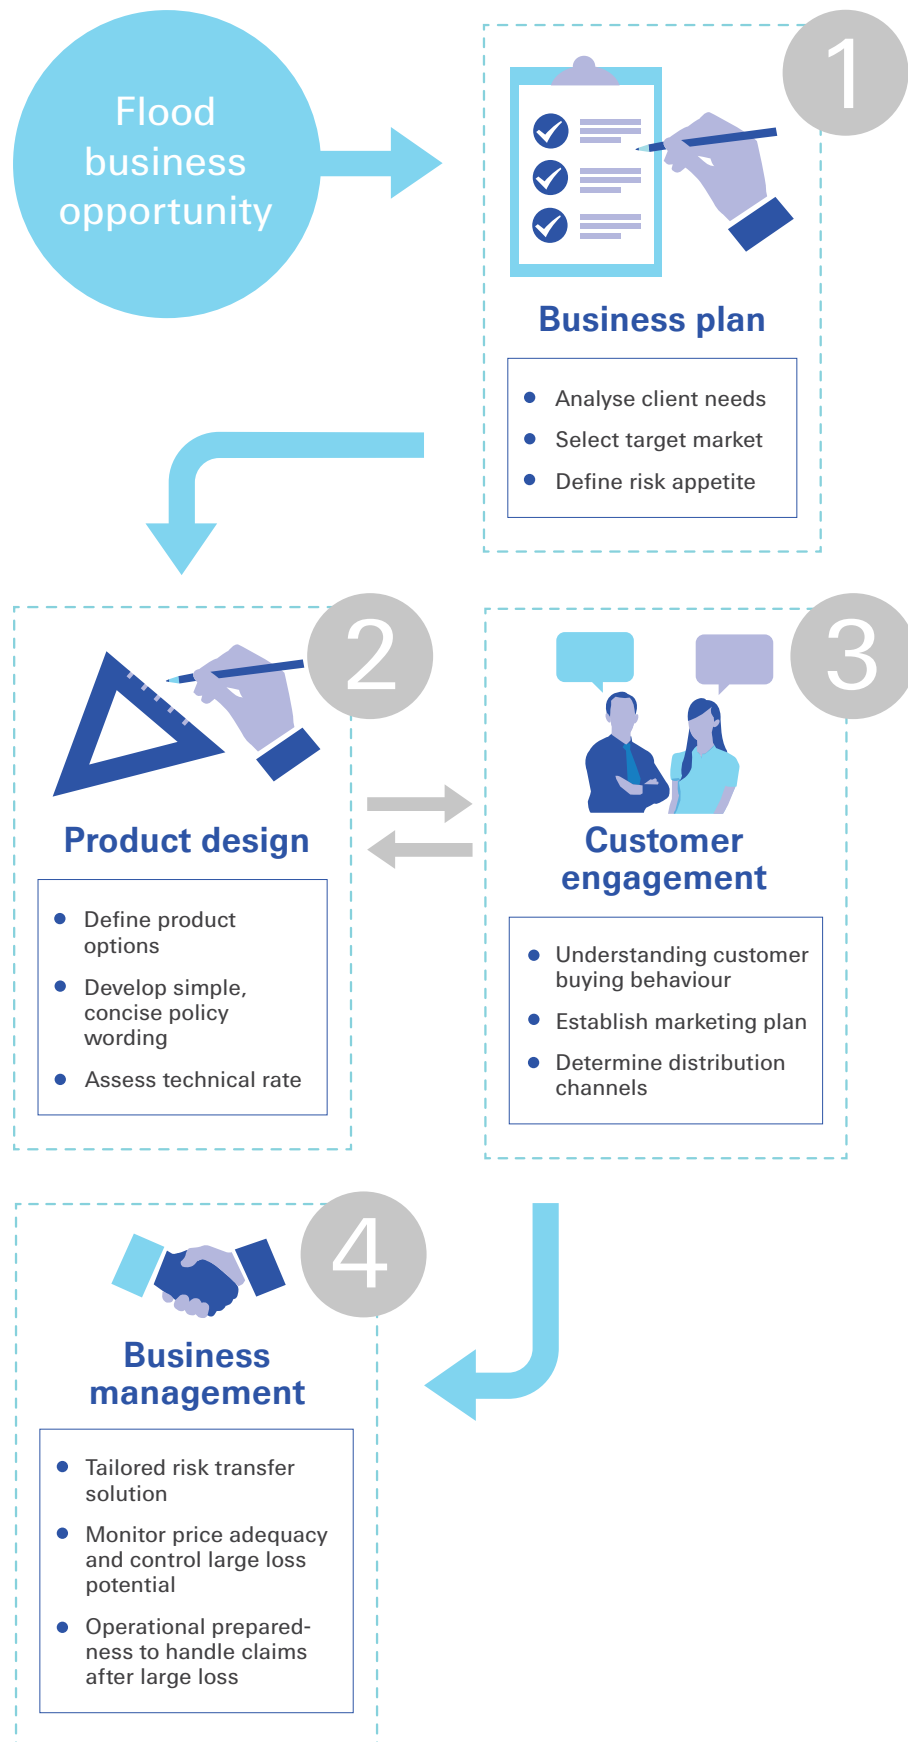 Flood
business
opportunity
1
Business plan
Analyse client needs
Select target market
Define risk appetite
2
Product design
Define product
options
Develop simple,
concise policy
wording
Assess technical rate
3
Customer
engagement
Understanding customer
buying behaviour
Establish marketing plan
Determine distribution
channels
4
Business
management
Tailored risk transfer
solution
Monitor price adequacy
and control large loss
potential
Operational prepared-
ness to handle claims
after large loss